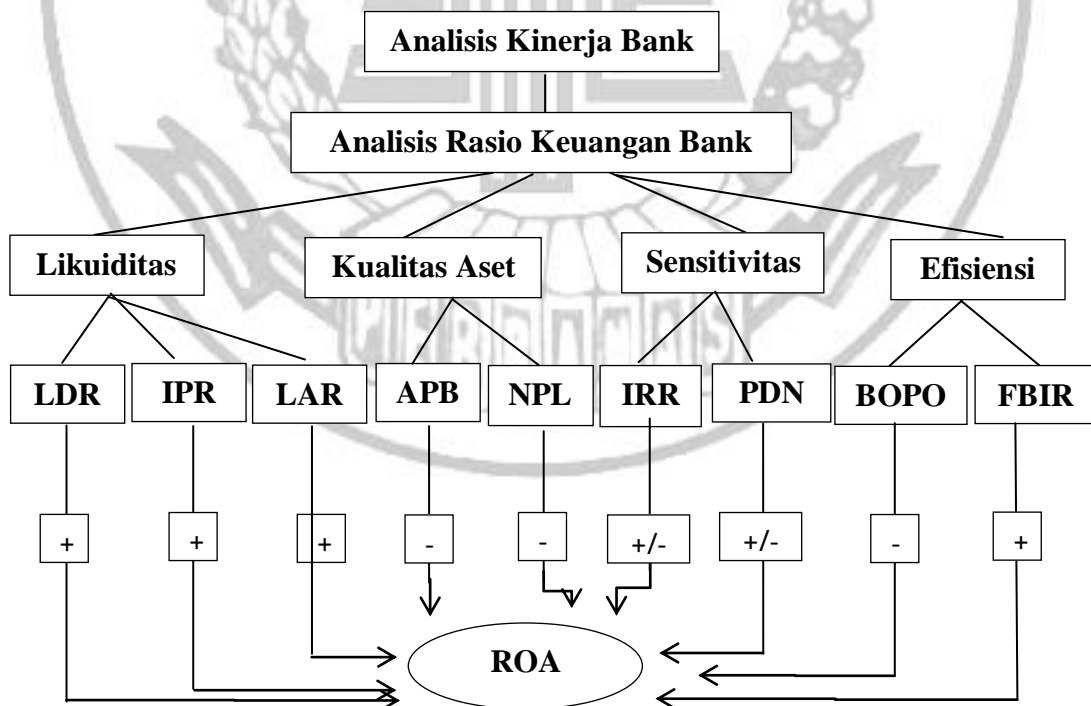 Analisis Kinerja Bank
Analisis Rasio Keuangan Bank
Likuiditas
Kualitas Aset
Sensitivitas
Efisiensi
LDR
IPR
LAR
APB
NPL
IRR
PDN
BOPO
FBIR
+
+
+
-
-
+/-
+/-
-
+
ROA